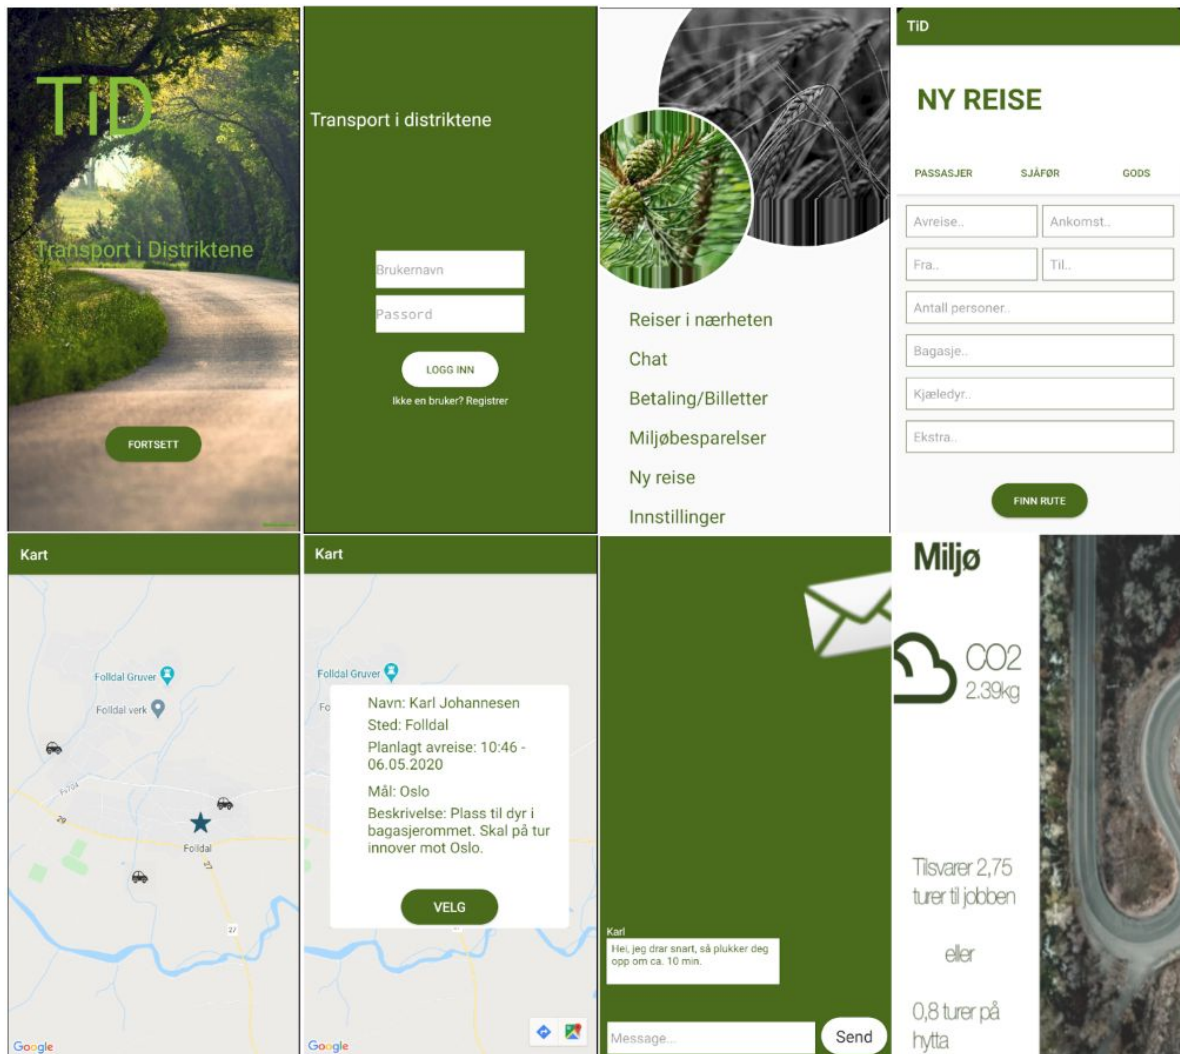 TiD
Transport i Distriktene
FORTSETT
Transport i distriktene
Brukernavn
Passord
LOGG INN
Ikke en bruker? Registrer
Reiser i nærheten
Chat
Betaling/Billetter
Miljøbesparelser
Ny reise
Innstillinger
TiD
NY REISE
PASSASJER SJÅFØR GODS
Avreise.. Ankomst..
Fra.. Til..
Antall personer..
Bagasje..
Kjæledyr..
Ekstra..
FINN RUTE
Kart
Folldal Gruver
Folldal verk
Fv704
29
Folldal
27
27
Google
Kart
Folldal Gruver
Fo
Navn: Karl Johannesen
Sted: Folldal
Planlagt avreise: 10:46 -
06.05.2020
Mål: Oslo
Beskrivelse: Plass til dyr i
bagasjerommet. Skal på tur
innover mot Oslo.
VELG
Google
Karl
Hei, jeg drar snart, så plukker deg
opp om ca. 10 min.
Message...
Send
Miljø
CO2
2.39kg
Tilsvarer 2,75
turer til jobben
eller
0,8 turer på
hytta